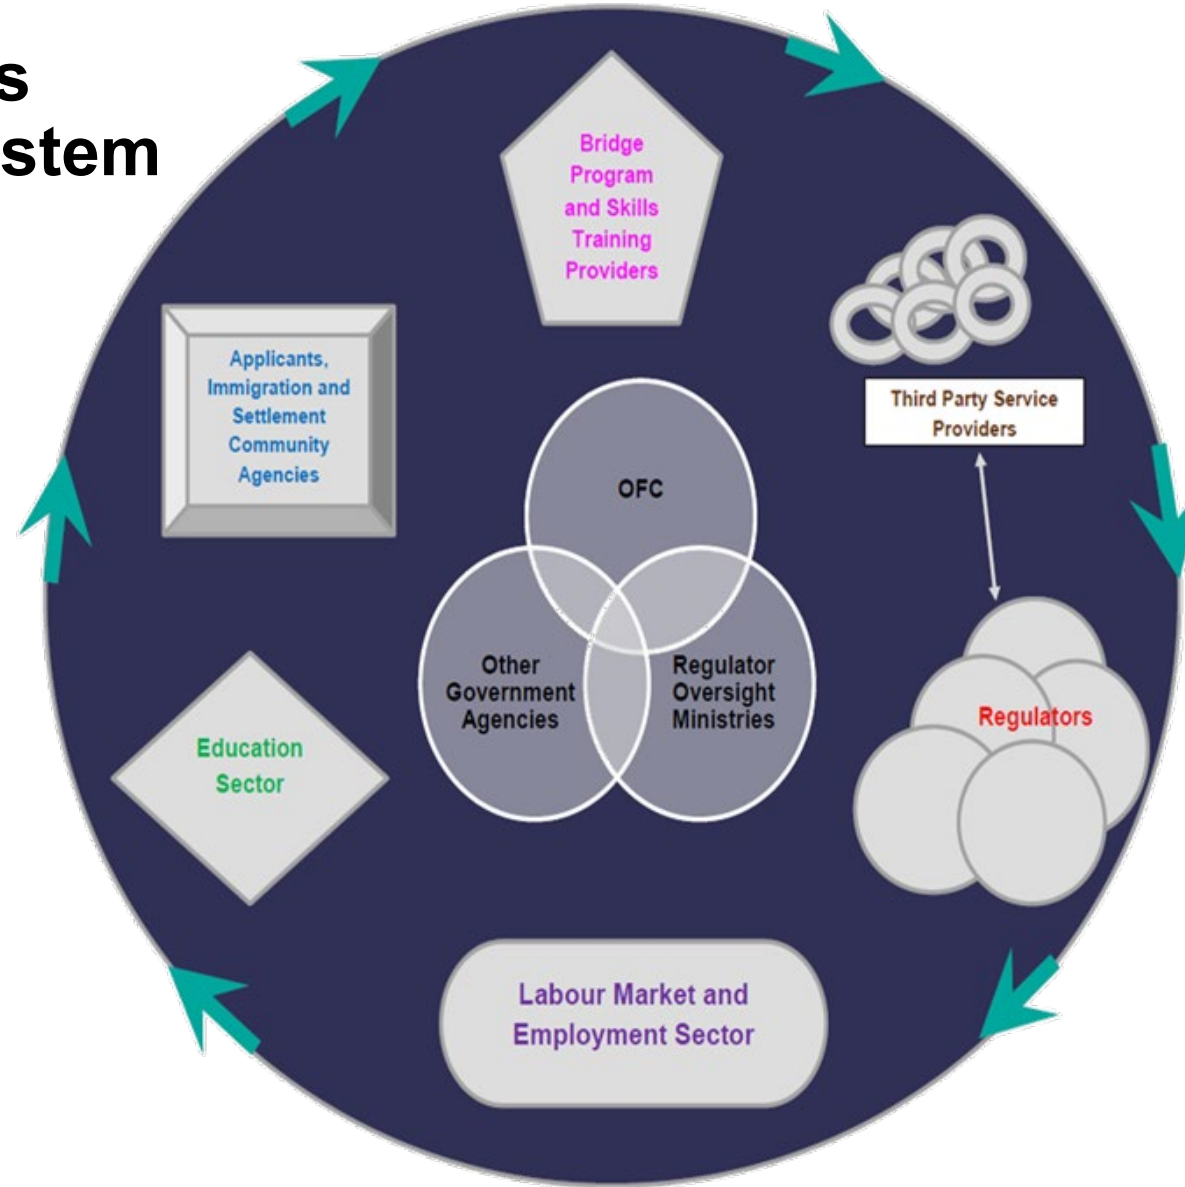 s
stem
Bridge
Program
and Skills
Training
Providers
Third Party Service
Providers
Applicants,
Immigration and
Settlement
Community
Agencies
OFC
Other
Government
Agencies
Regulator
Oversight
Ministries
Regulators
Education
Sector
Labour Market and
Employment Sector